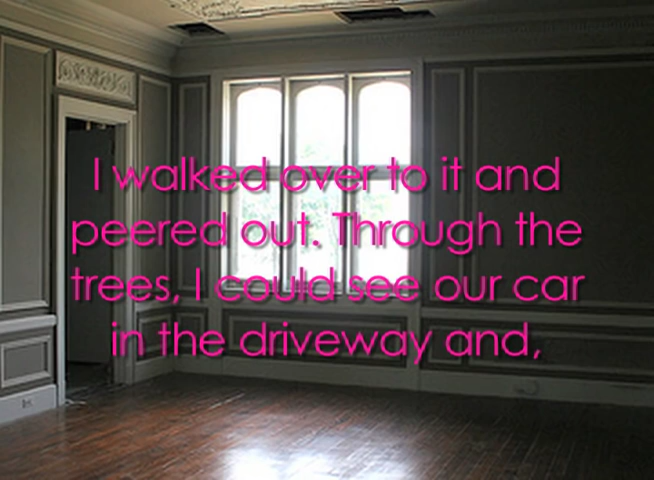 I walked over to it and
peered out. Through the
trees, I could see our car
in the driveway and,